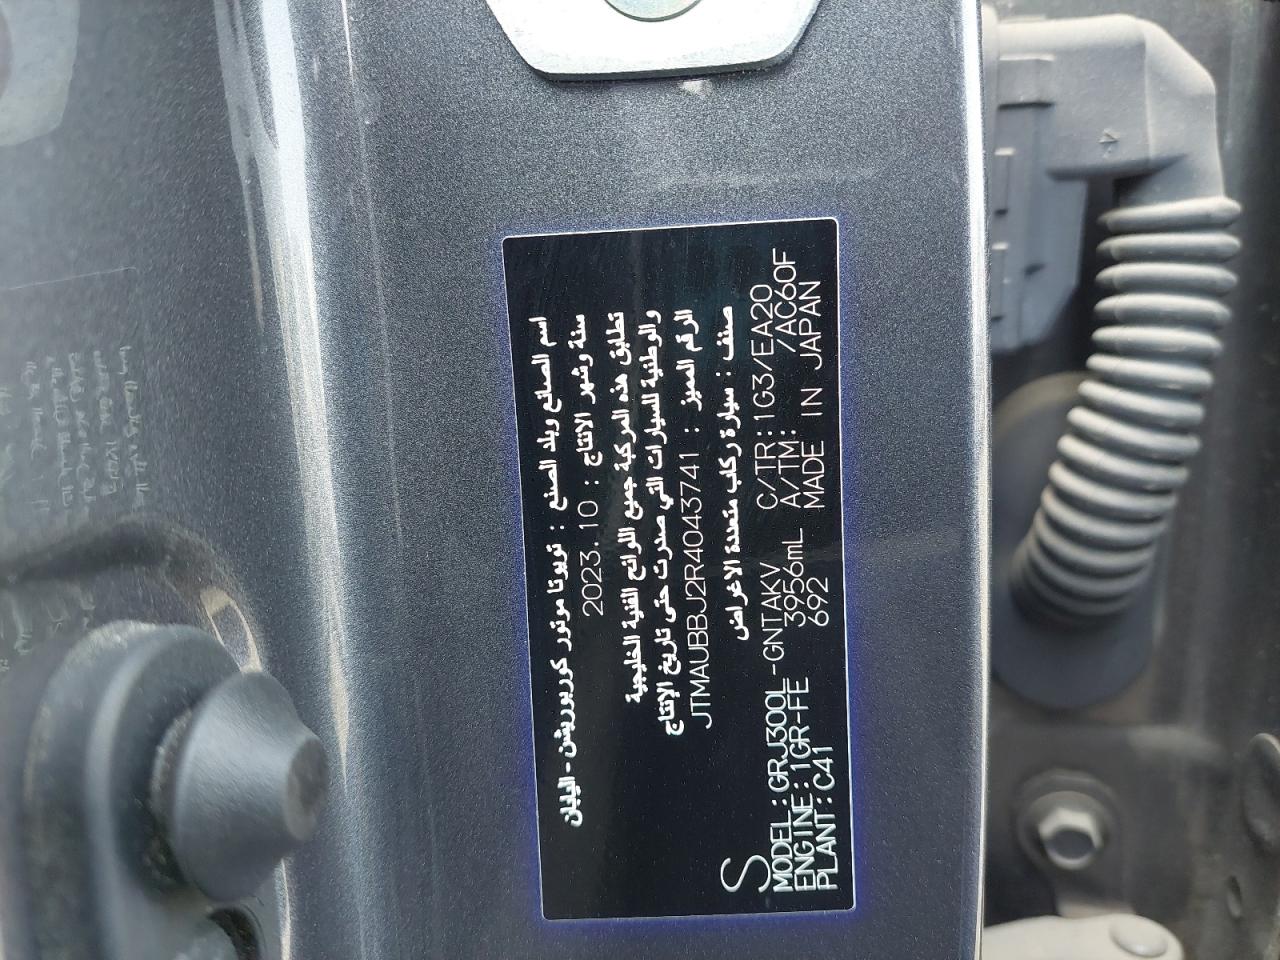 اسم الصانع وبلد الصنع : تويوتا موتور كوربوريشن - اليابان
سنة وشهر الانتاج : 2023.10
تطابق هذه المركبة جميع اللوائح الفنية الخليجية
والوطنية للسيارات التي صدرت حتى تاريخ الإنتاج
الرقم المميز : JTMAUBBJ2R4043741
صنف : سيارة ركاب متعددة الاغراض
S
MODEL:GRJ300L-GNTAKV C/TR:1G3/EA20
ENGINE:1GR-FE 3956mL A/TM: /AC60F
PLANT:C41 692 MADE IN JAPAN